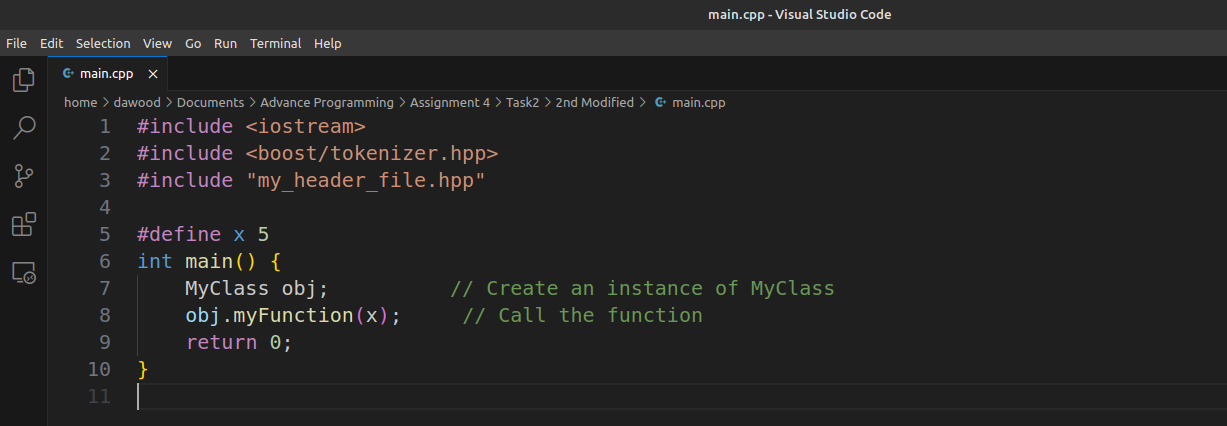 main.cpp - Visual Studio Code
File Edit Selection View Go Run Terminal Help
main.cpp ×
home > dawood > Documents > Advance Programming > Assignment 4 > Task2 > 2nd Modified > main.cpp
1 #include <iostream>
2 #include <boost/tokenizer.hpp>
3 #include "my_header_file.hpp"
4
5 #define x 5
6 int main() {
7     MyClass obj;          // Create an instance of MyClass
8     obj.myFunction(x);     // Call the function
9     return 0;
10 }
11